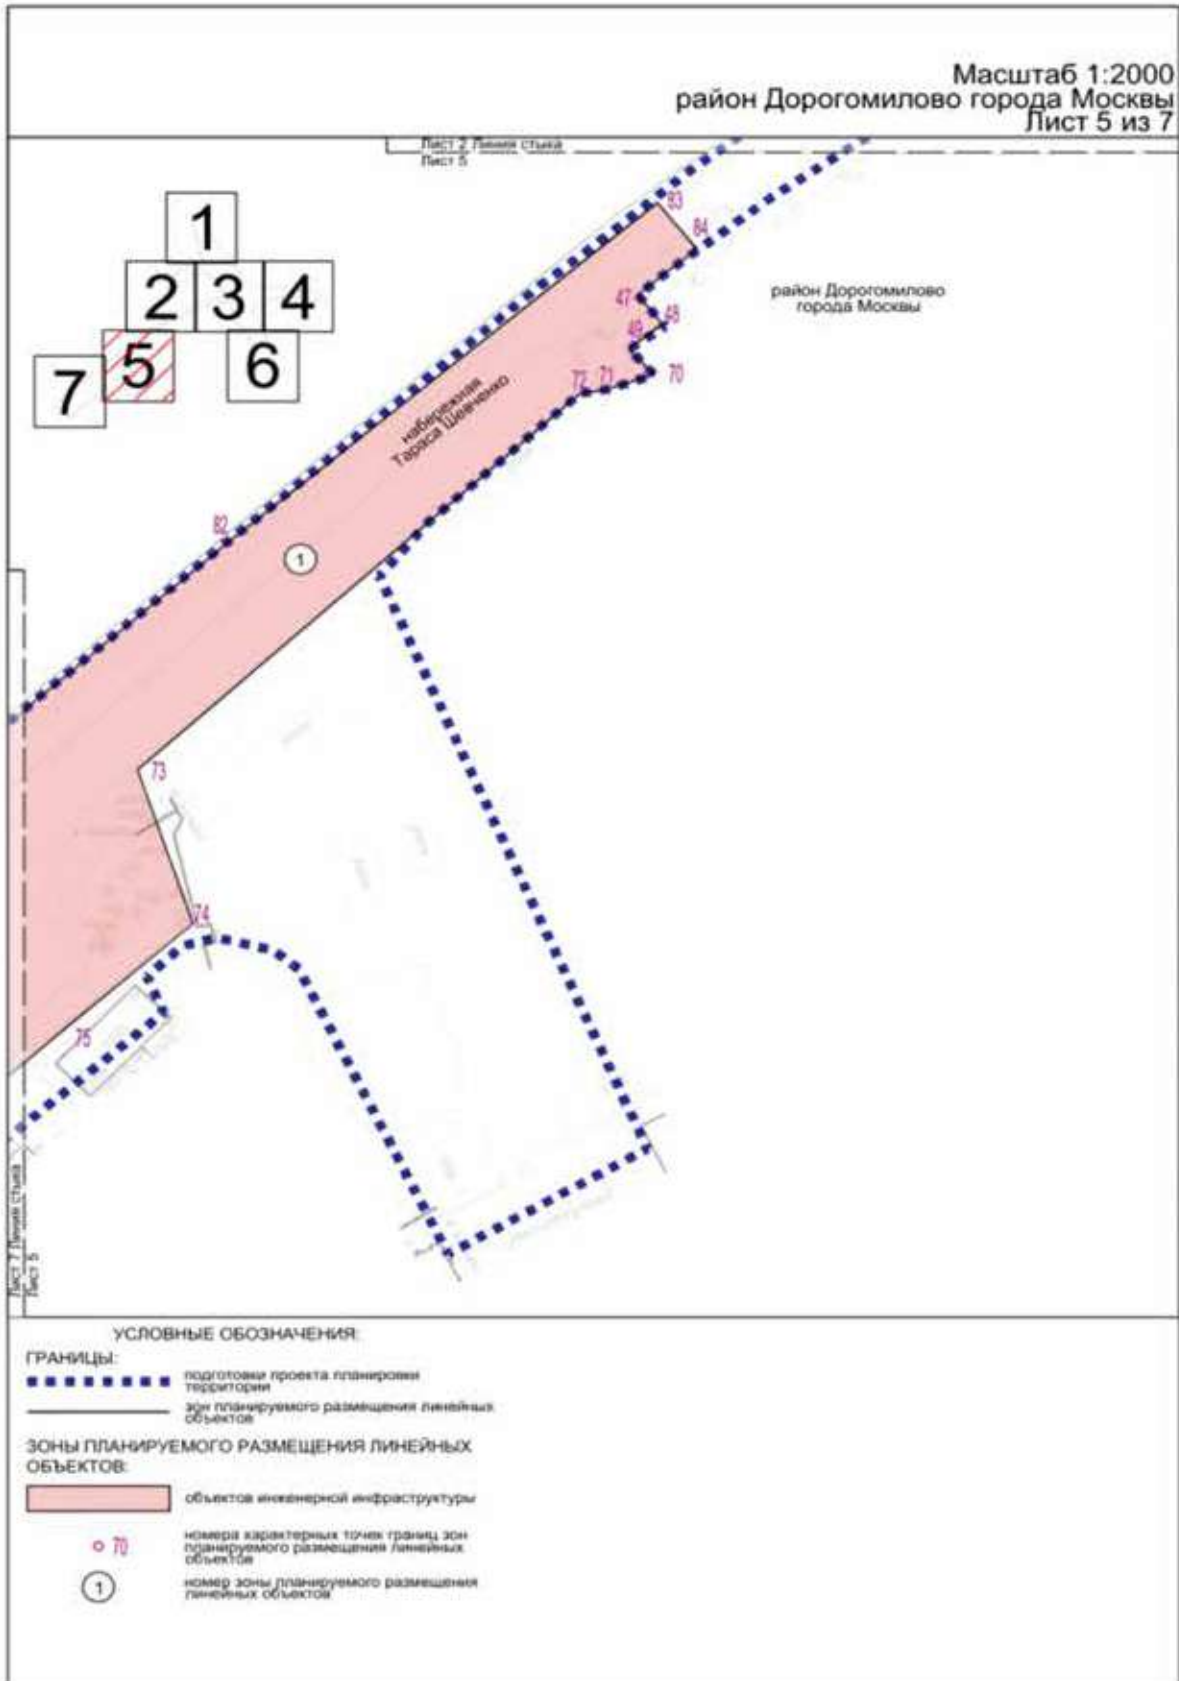 Масштаб 1:2000
район Дорогомилово города Москвы
Лист 5 из 7
Лист 2 Линия стыка
Лист 5
1
2 3 4
5 6
7
83
84
район Дорогомилово
города Москвы
47
48
49
70
71
72
набережная
Тараса Шевченко
82
1
73
74
75
Лист 7 Линия стыка
Лист 5
УСЛОВНЫЕ ОБОЗНАЧЕНИЯ:
ГРАНИЦЫ:
подготовки проекта планировки
территории
зон планируемого размещения линейных
объектов
ЗОНЫ ПЛАНИРУЕМОГО РАЗМЕЩЕНИЯ ЛИНЕЙНЫХ
ОБЪЕКТОВ:
объектов инженерной инфраструктуры
70
номера характерных точек границ зон
планируемого размещения линейных
объектов
1
номер зоны планируемого размещения
линейных объектов